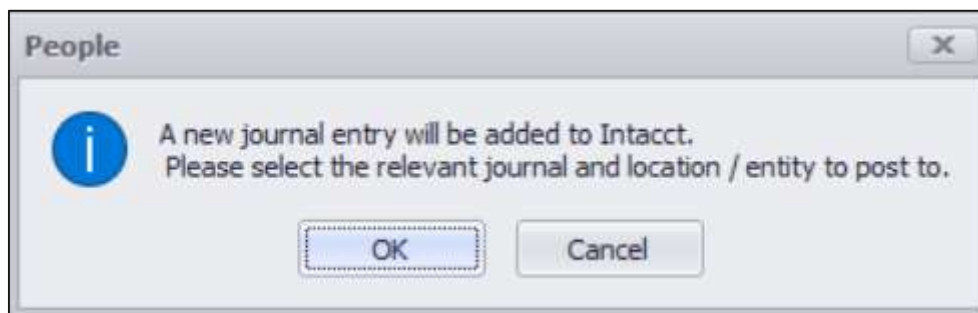 People
A new journal entry will be added to Intacct.
Please select the relevant journal and location / entity to post to.
OK
Cancel